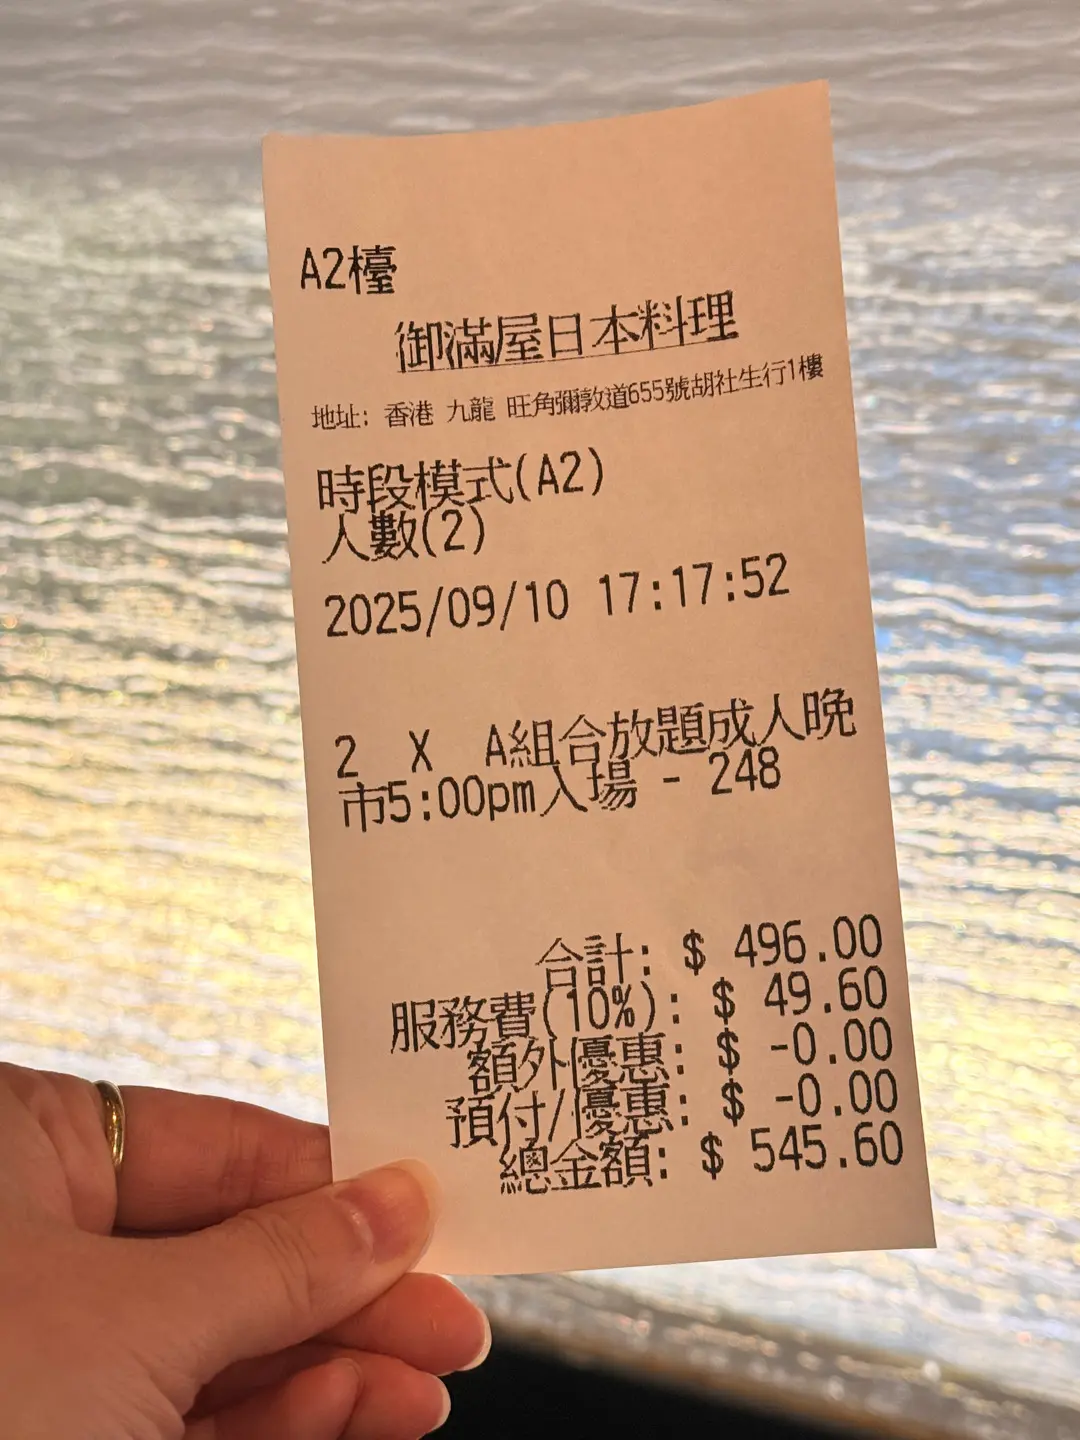 A2檯
御滿屋日本料理
地址: 香港 九龍 旺角彌敦道655號胡社生行1樓
時段模式(A2)
人數(2)
2025/09/10 17:17:52
2 X A組合放題成人晚
市5:00pm入場 - 248
合計: $ 496.00
服務費(10%): $ 49.60
額外優惠: $ -0.00
預付/優惠: $ -0.00
總金額: $ 545.60